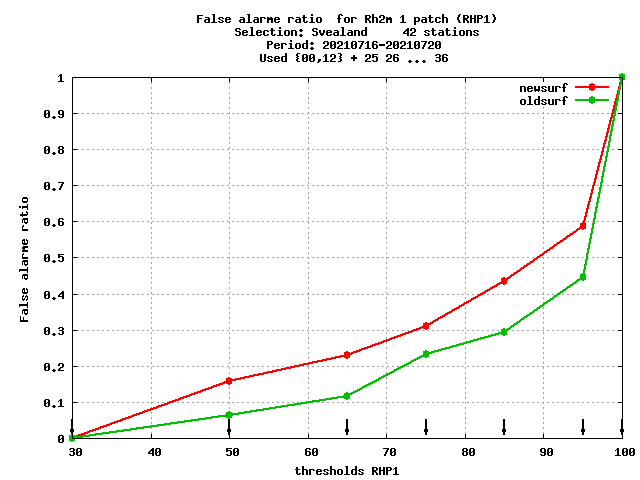 False alarme ratio  for Rh2m 1 patch (RHP1)
Selection: Svealand     42 stations
Period: 20210716-20210720
Used {00,12} + 25 26 ... 36
newsurf
oldsurf
1
0.9
0.8
0.7
0.6
0.5
0.4
0.3
0.2
0.1
0
False alarme ratio
30 40 50 60 70 80 90 100
thresholds RHP1